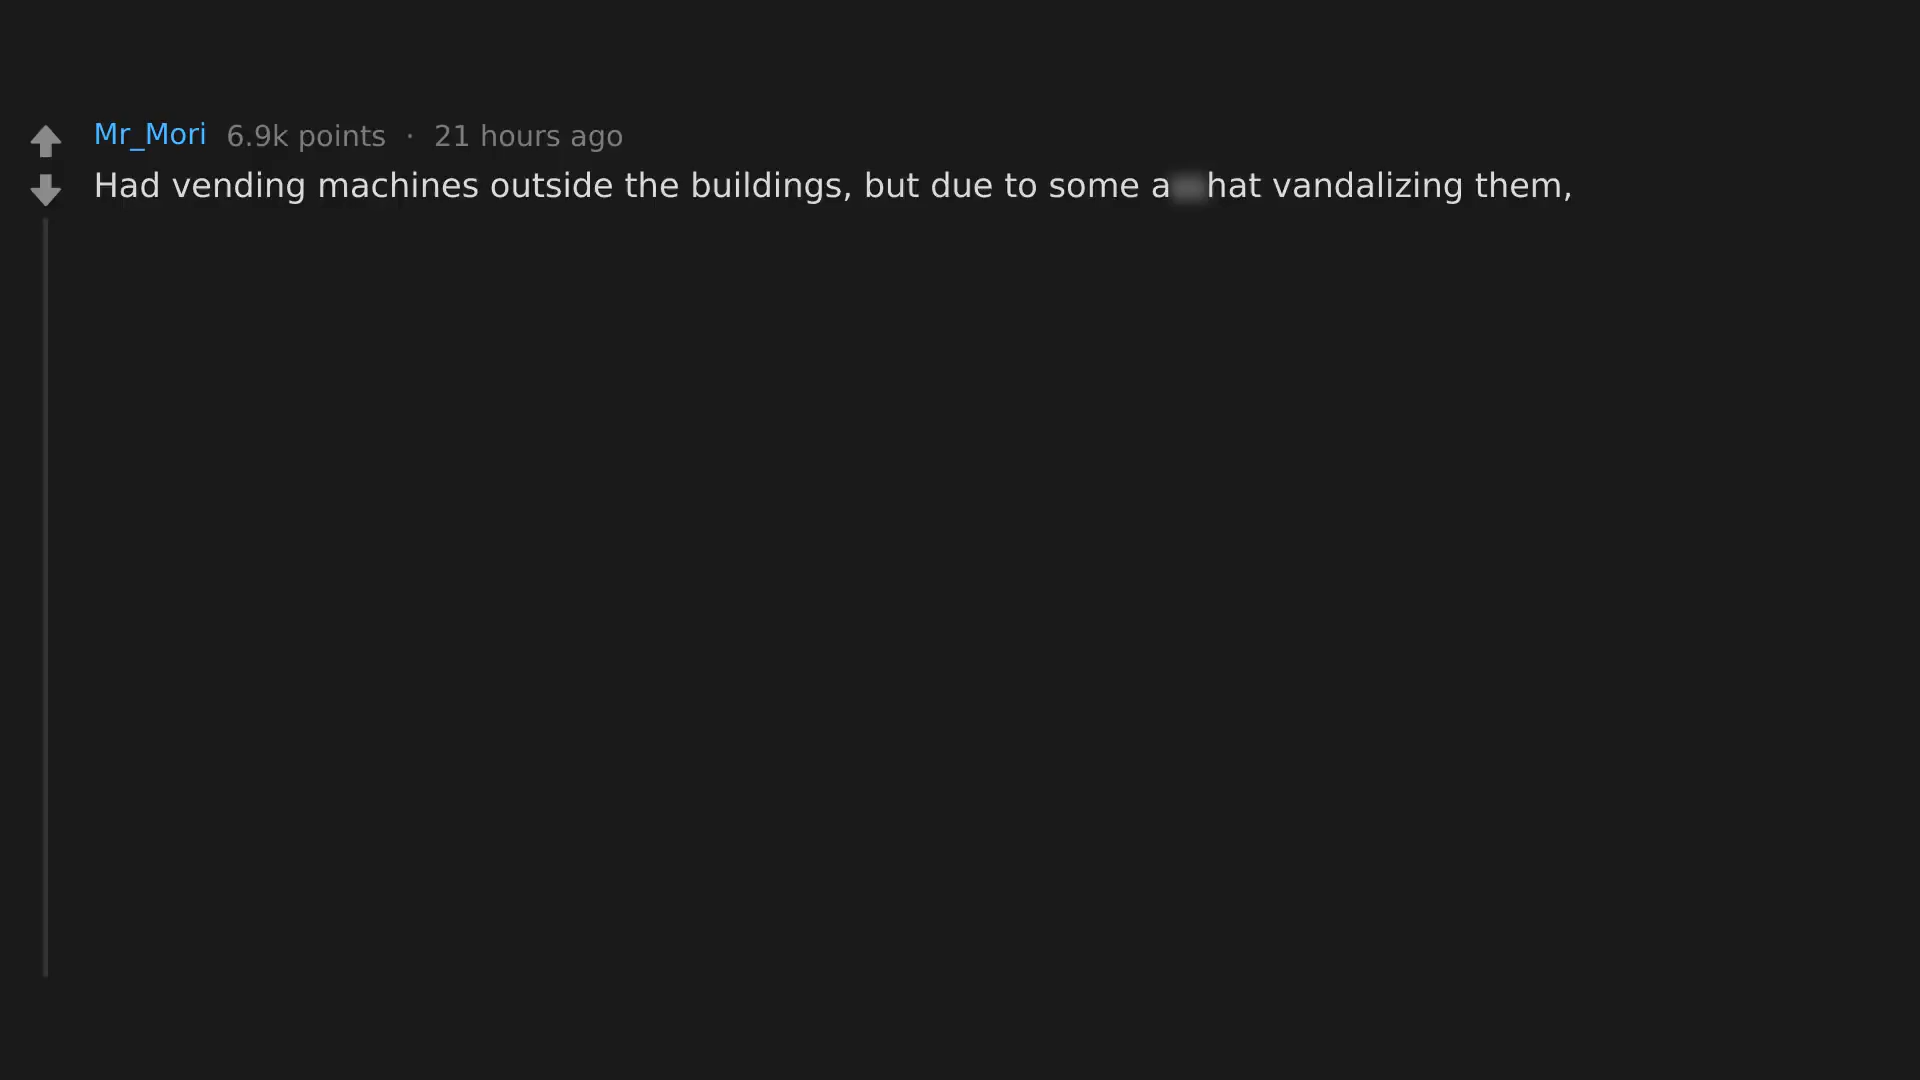 Mr_Mori 6.9k points · 21 hours ago
Had vending machines outside the buildings, but due to some a hat vandalizing them,